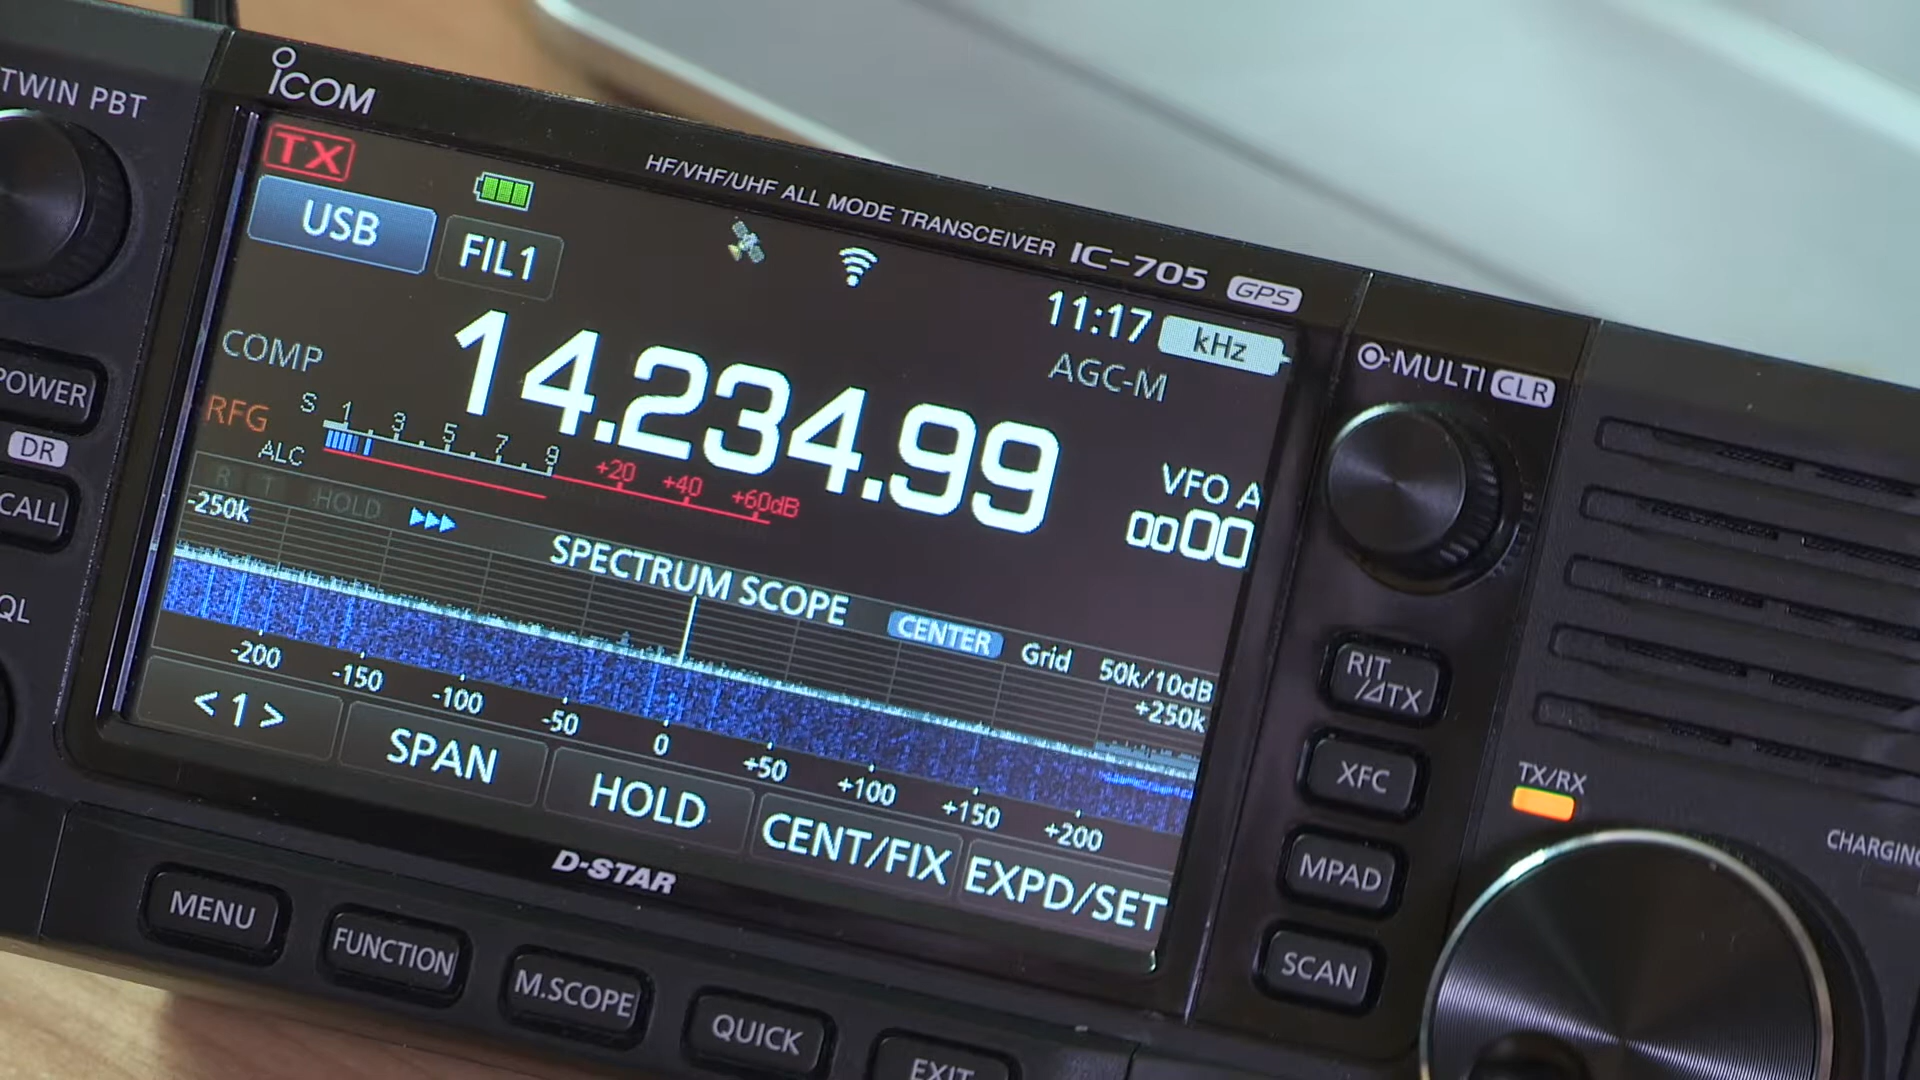 TWIN PBT
iCOM
HF/VHF/UHF ALL MODE TRANSCEIVER IC-705 GPS
TX
USB
FIL1
11:17 kHz
AGC-M
COMP
14.234.99
RFG
S 1 . 3 . 5 . 7 . 9 +20 +40 +60dB
ALC
VFO A
00
R T HOLD
-250k
SPECTRUM SCOPE
CENTER Grid 50k/10dB
+250k
-200 -150 -100 -50 0 +50 +100 +150 +200
< 1 > SPAN HOLD CENT/FIX EXPD/SET
D-STAR
MENU FUNCTION M.SCOPE QUICK EXIT
POWER
DR
CALL
QL
MULTI CLR
RIT
/⊿TX
XFC
MPAD
SCAN
TX/RX
CHARGING